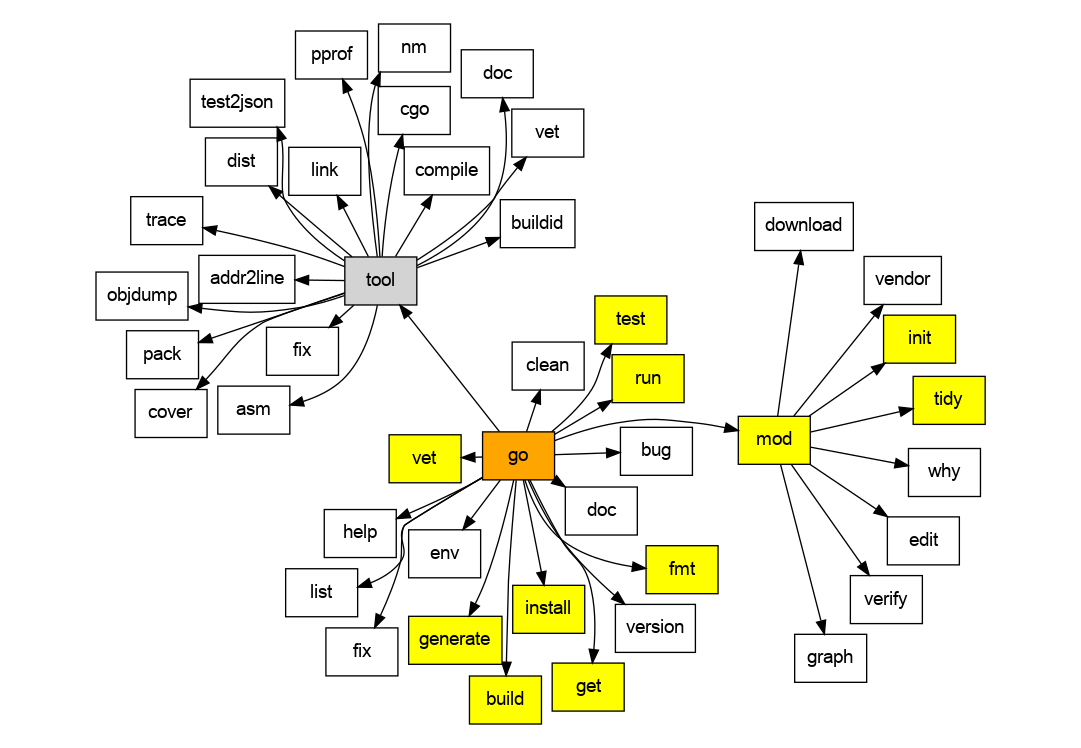 nm
pprof
doc
test2json
cgo
vet
dist
link
compile
trace
buildid
download
addr2line
tool
vendor
objdump
test
init
pack
fix
clean
run
tidy
cover
asm
mod
bug
vet
go
why
doc
help
edit
env
fmt
list
verify
install
version
generate
fix
graph
get
build